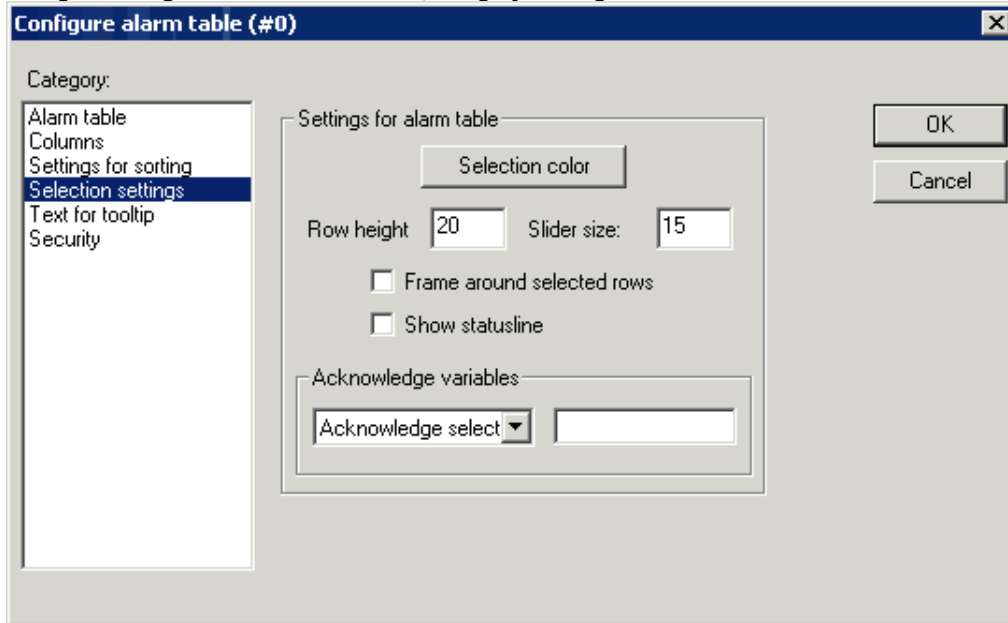 Configure alarm table (#0)
Category:
Alarm table
Columns
Settings for sorting
Selection settings
Text for tooltip
Security
Settings for alarm table
Selection color
Row height 20 Slider size: 15
Frame around selected rows
Show statusline
Acknowledge variables
Acknowledge select
OK
Cancel